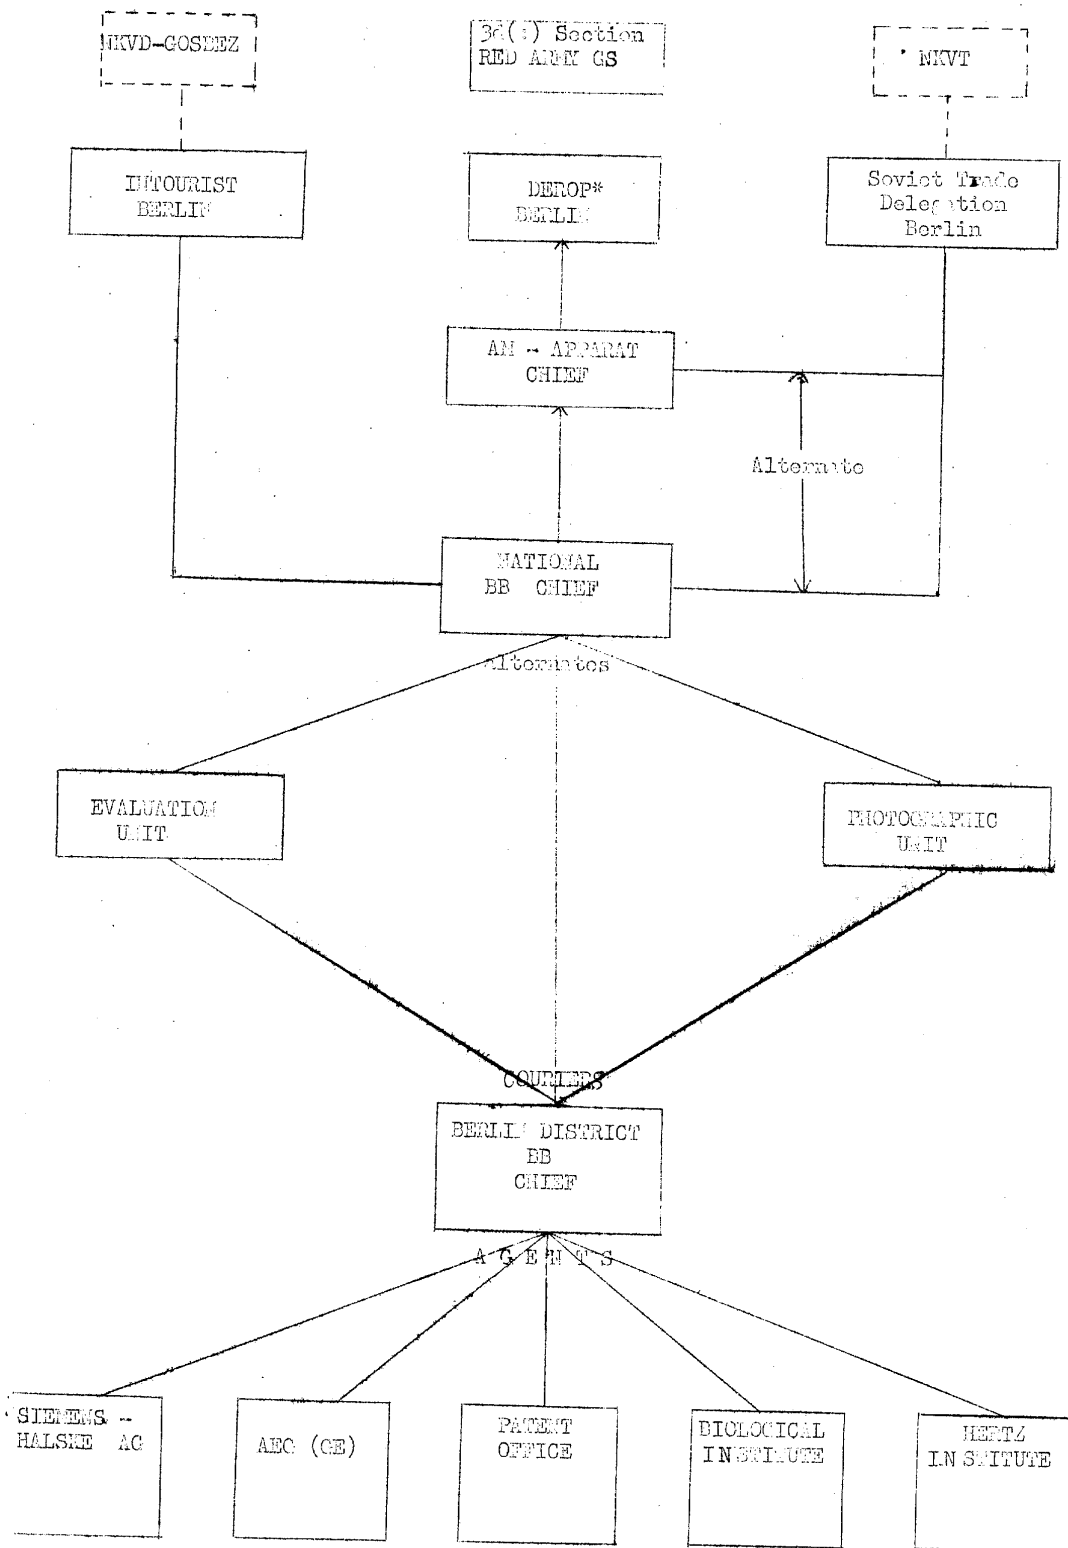 NKVD-GOSBEZ
3d(:) Section
RED ARMY GS
NKVT
INTOURIST
BERLIN
DEROP*
BERLIN
Soviet Trade
Delegation
Berlin
AM - APPARAT
CHIEF
Alternate
NATIONAL
BB CHIEF
Alternates
EVALUATION
UNIT
PHOTOGRAPHIC
UNIT
COURIERS
BERLIN DISTRICT
BB
CHIEF
A G E N T S
SIEMENS -
HALSKE AG
AEG (GE)
PATENT
OFFICE
BIOLOGICAL
INSTITUTE
HERTZ
INSTITUTE